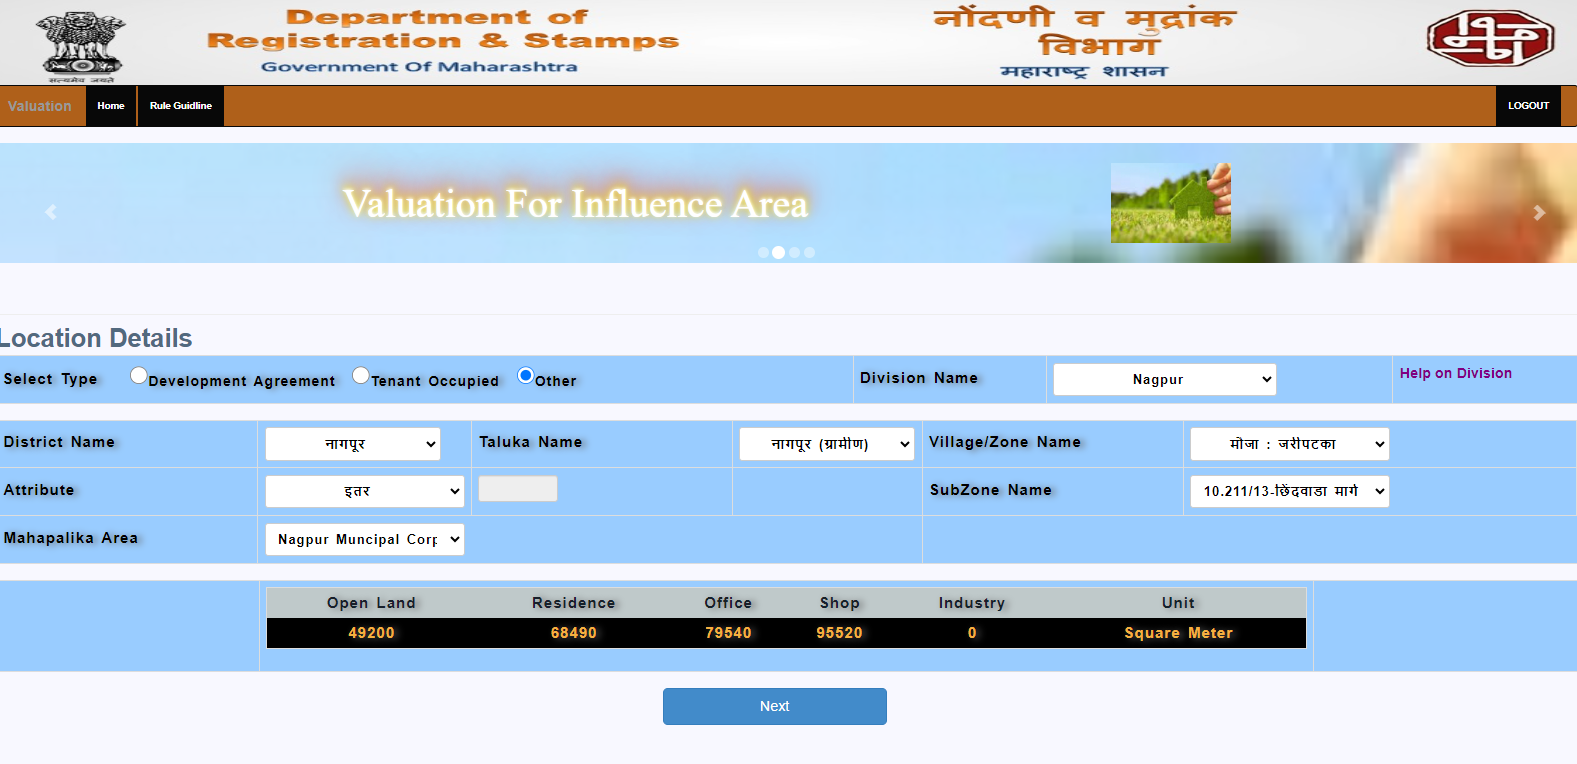 Department of
Registration & Stamps
Government Of Maharashtra
नोंदणी व मुद्रांक
विभाग
महाराष्ट्र शासन
सत्यमेव जयते
Valuation Home Rule Guidline LOGOUT
Valuation For Influence Area
Location Details
Select Type Development Agreement Tenant Occupied Other Division Name Nagpur Help on Division
District Name नागपूर Taluka Name नागपूर (ग्रामीण) Village/Zone Name मौजा : जरीपटका
Attribute इतर SubZone Name 10.211/13-छिंदवाडा मार्ग
Mahapalika Area Nagpur Muncipal Corp
Open Land Residence Office Shop Industry Unit
49200 68490 79540 95520 0 Square Meter
Next